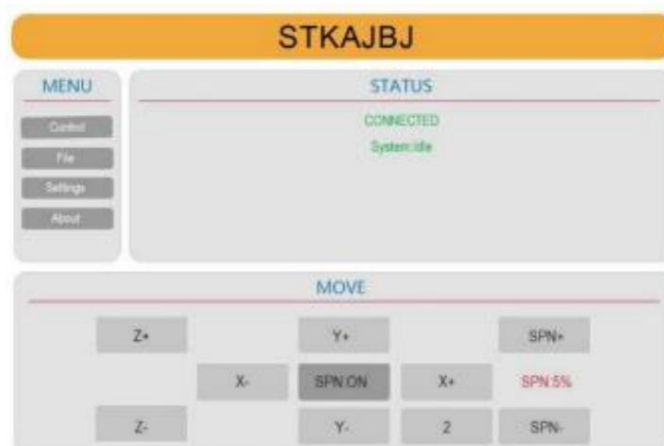 STKAJBJ
MENU
Control
File
Settings
About
STATUS
CONNECTED
System:Idle
MOVE
Z+ Y+ SPN+
X- SPN:ON X+ SPN:5%
Z- Y- 2 SPN-